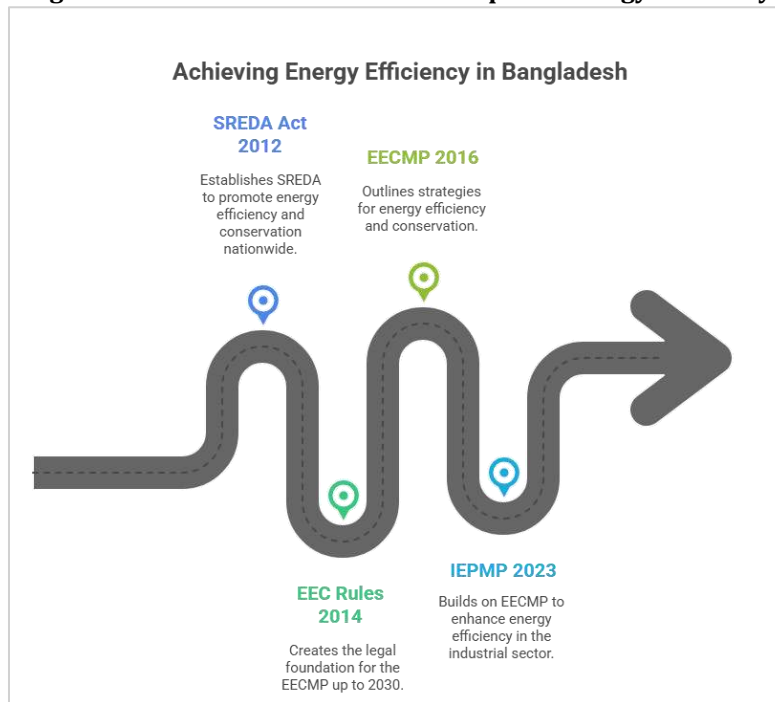 Achieving Energy Efficiency in Bangladesh
SREDA Act
2012
Establishes SREDA
to promote energy
efficiency and
conservation
nationwide.
EECMP 2016
Outlines strategies
for energy efficiency
and conservation.
EEC Rules
2014
Creates the legal
foundation for the
EECMP up to 2030.
IEPMP 2023
Builds on EECMP to
enhance energy
efficiency in the
industrial sector.